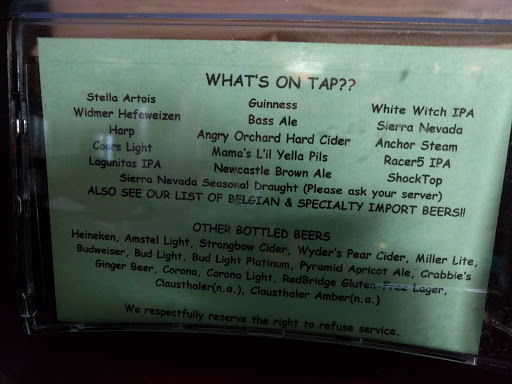 WHAT'S ON TAP??
Stella Artois Guinness White Witch IPA
Widmer Hefeweizen Bass Ale Sierra Nevada
Harp Angry Orchard Hard Cider Anchor Steam
Coors Light Mama's L'il Yella Pils Racer5 IPA
Lagunitas IPA Newcastle Brown Ale ShockTop
Sierra Nevada Seasonal Draught (Please ask your server)
ALSO SEE OUR LIST OF BELGIAN & SPECIALTY IMPORT BEERS!!
OTHER BOTTLED BEERS
Heineken, Amstel Light, Strongbow Cider, Wyder's Pear Cider, Miller Lite,
Budweiser, Bud Light, Bud Light Platinum, Pyramid Apricot Ale, Crabbie's
Ginger Beer, Corona, Corona Light, RedBridge Gluten-Free Lager,
Clausthaler(n.a.), Clausthaler Amber(n.a.)
We respectfully reserve the right to refuse service.